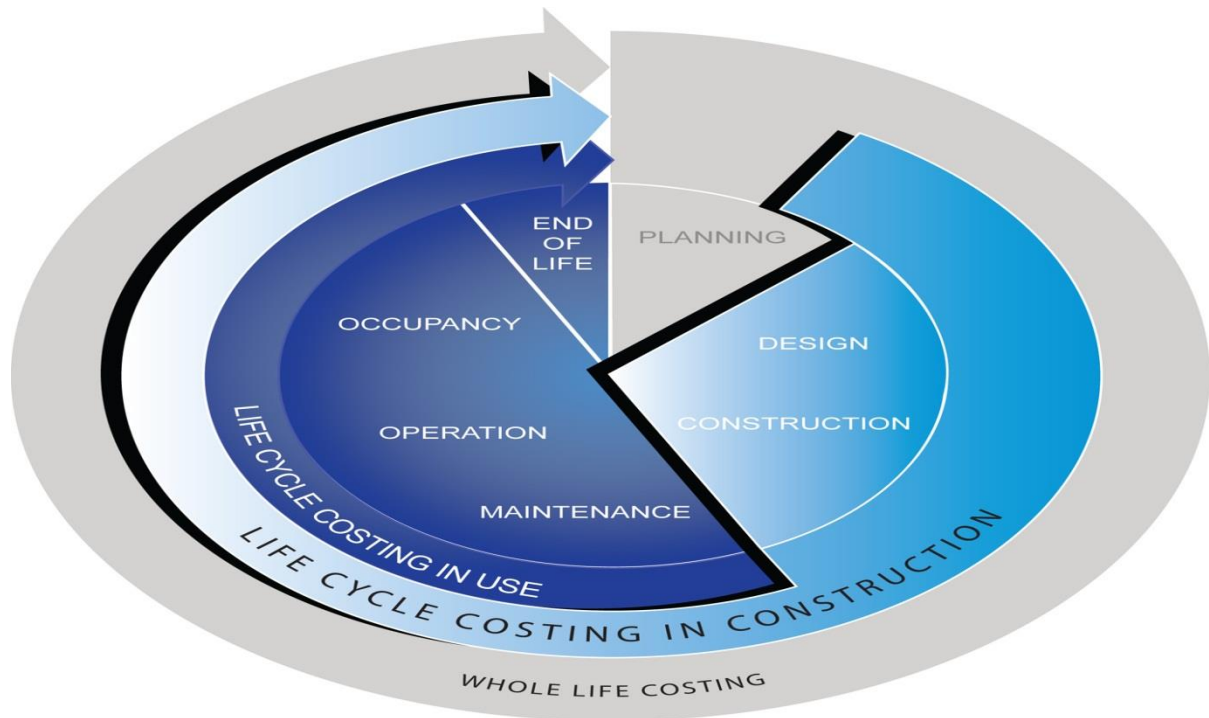 END
OF
LIFE
PLANNING
OCCUPANCY
DESIGN
OPERATION
CONSTRUCTION
MAINTENANCE
LIFE CYCLE COSTING IN USE
LIFE CYCLE COSTING IN CONSTRUCTION
WHOLE LIFE COSTING